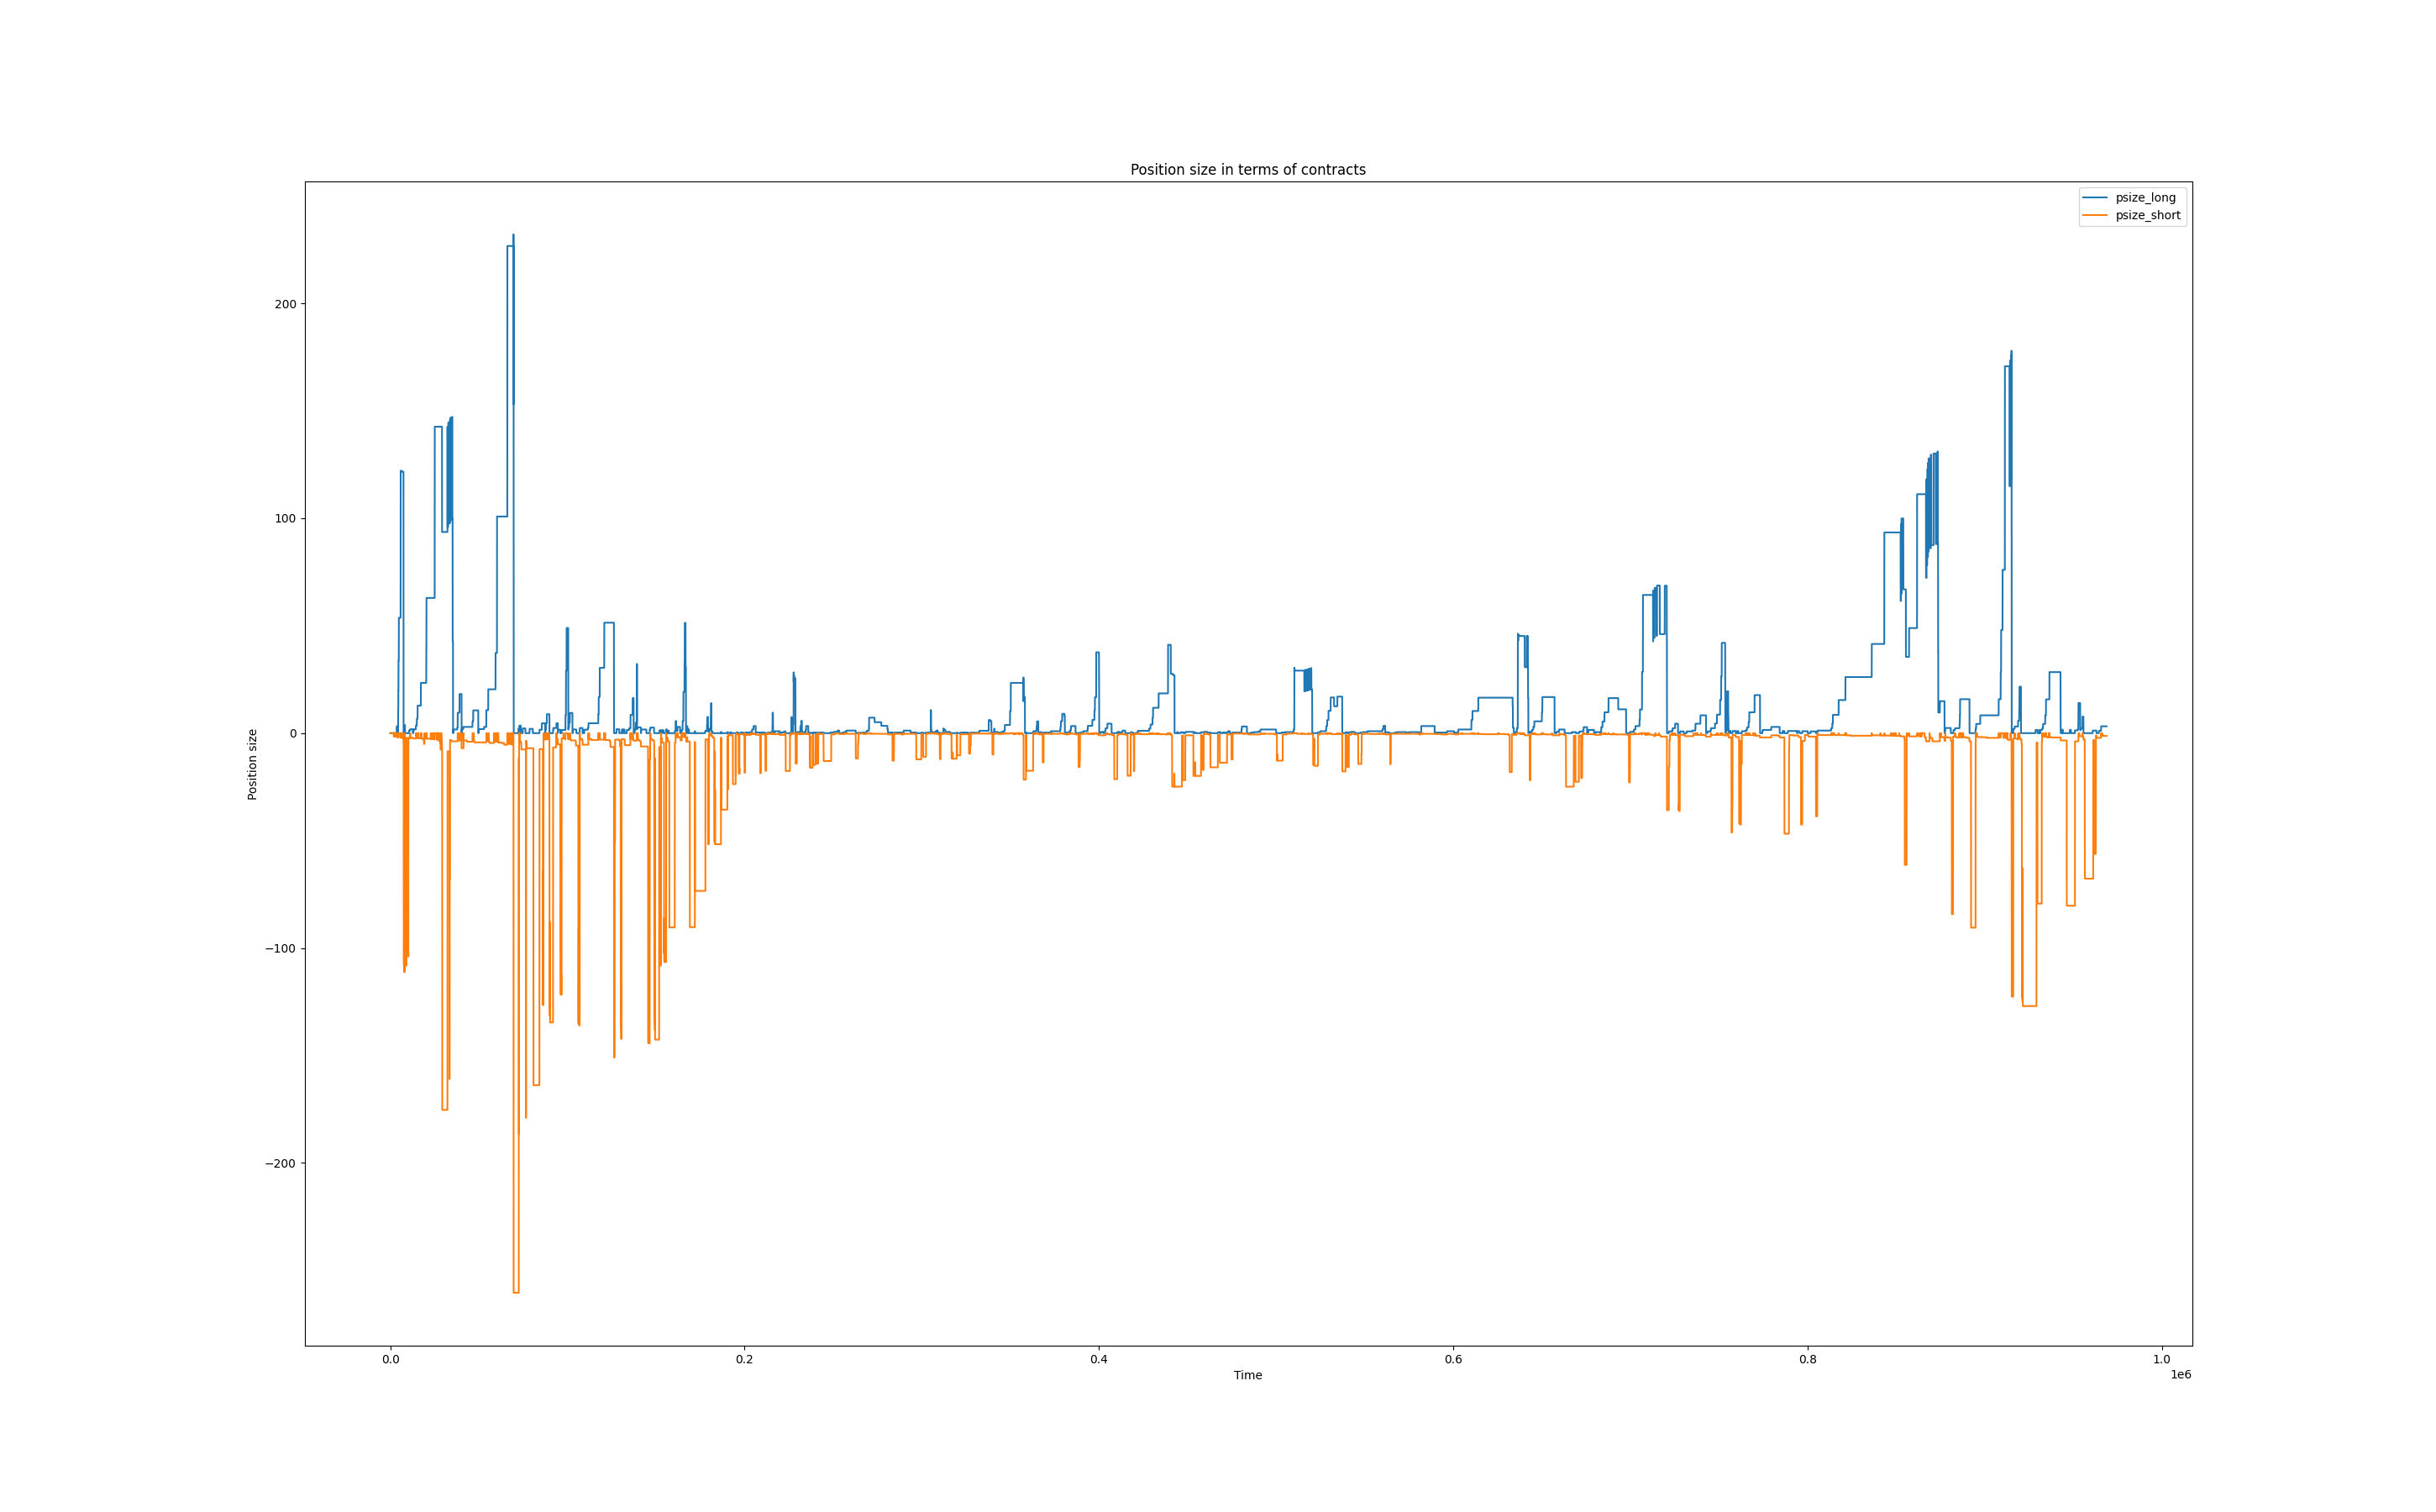 Position size in terms of contracts
psize_long
psize_short
Position size
200
100
0
−100
−200
0.0
0.2
0.4
0.6
0.8
1.0
1e6
Time